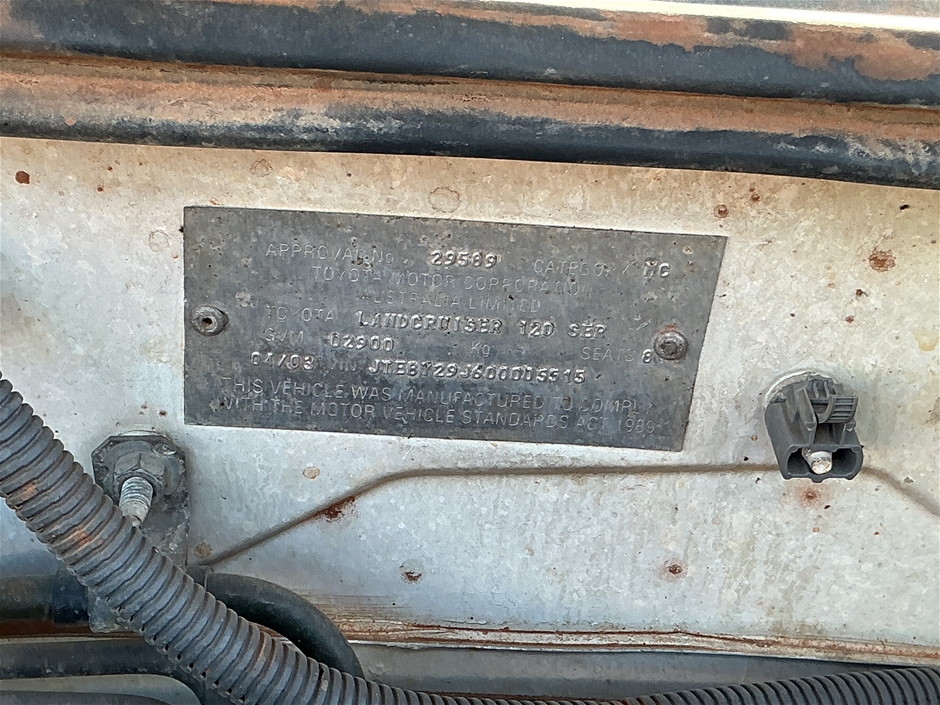 APPROVAL No. 29589 CATEGORY MC
TOYOTA MOTOR CORPORATION
AUSTRALIA LIMITED
TOYOTA LANDCRUISER 120 SER
GVM 02900 Kg SEATS 8
04/03 VIN JTEBY29J600005515
THIS VEHICLE WAS MANUFACTURED TO COMPLY
WITH THE MOTOR VEHICLE STANDARDS ACT 1989